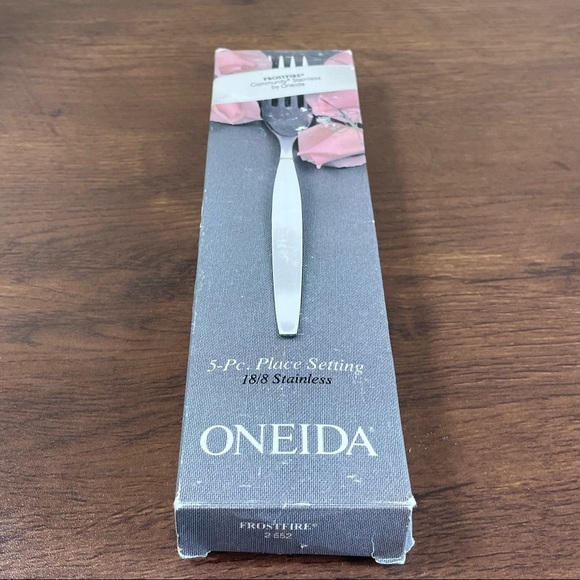 FROSTFIRE®
Community® Stainless
by Oneida
5-Pc. Place Setting
18/8 Stainless
ONEIDA®
FROSTFIRE®
2 652